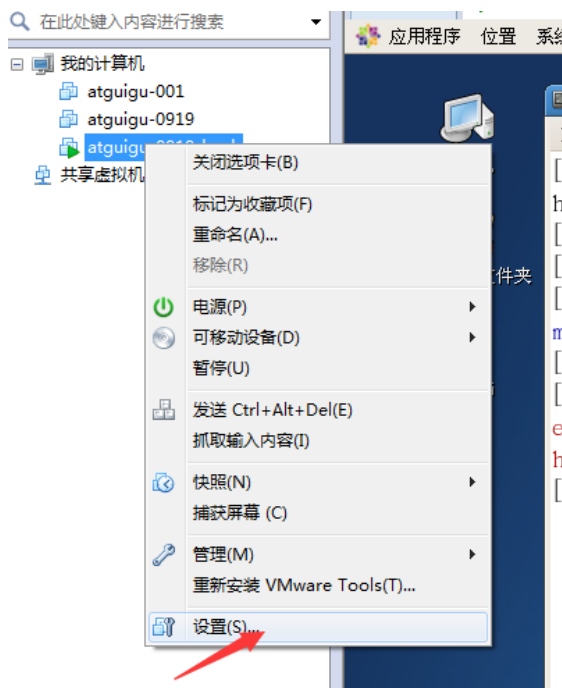 在此处键入内容进行搜索
应用程序 位置
我的计算机
atguigu-001
atguigu-0919
共享虚拟机
关闭选项卡(B)
标记为收藏项(F)
重命名(A)...
移除(R)
电源(P)
可移动设备(D)
暂停(U)
发送 Ctrl+Alt+Del(E)
抓取输入内容(I)
快照(N)
捕获屏幕 (C)
管理(M)
重新安装 VMware Tools(T)...
设置(S)...
件夹